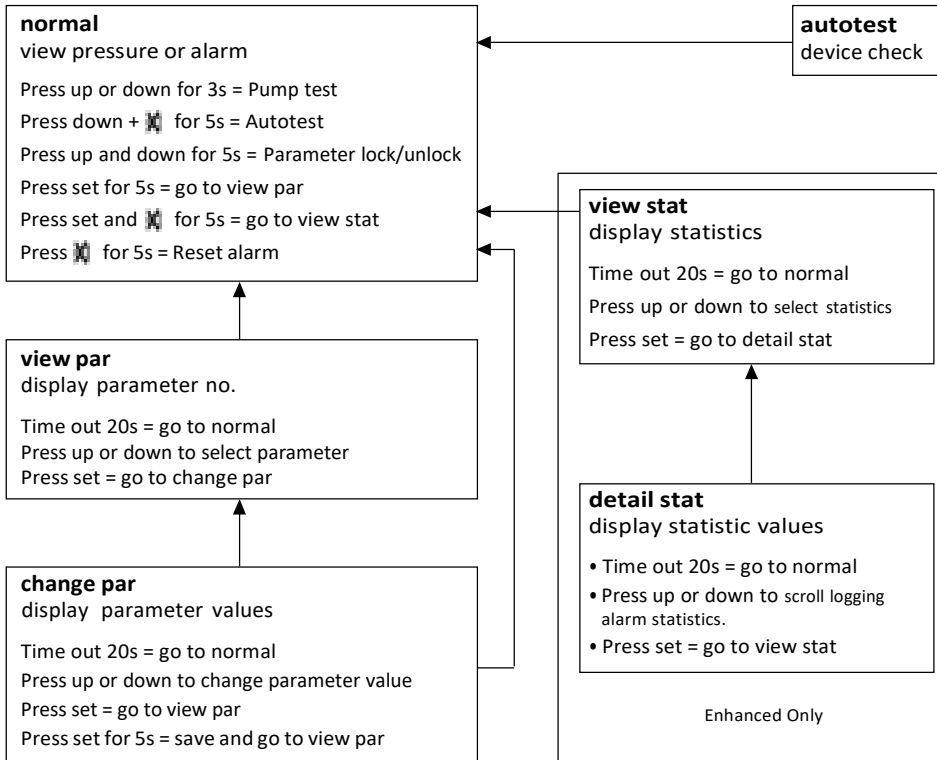 normal
view pressure or alarm
Press up or down for 3s = Pump test
Press down + for 5s = Autotest
Press up and down for 5s = Parameter lock/unlock
Press set for 5s = go to view par
Press set and for 5s = go to view stat
Press for 5s = Reset alarm
autotest
device check
view par
display parameter no.
Time out 20s = go to normal
Press up or down to select parameter
Press set = go to change par
change par
display parameter values
Time out 20s = go to normal
Press up or down to change parameter value
Press set = go to view par
Press set for 5s = save and go to view par
view stat
display statistics
Time out 20s = go to normal
Press up or down to select statistics
Press set = go to detail stat
detail stat
display statistic values
• Time out 20s = go to normal
• Press up or down to scroll logging
alarm statistics.
• Press set = go to view stat
Enhanced Only